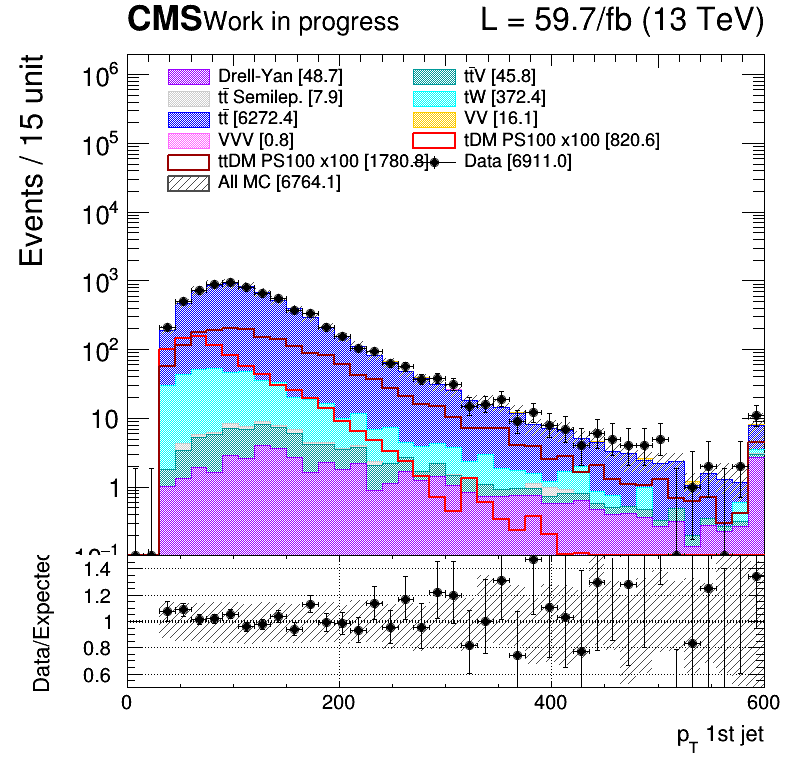 CMS Work in progress L = 59.7/fb (13 TeV)
Events / 15 unit
Drell-Yan [48.7] tt̄V [45.8]
tt̄ Semilep. [7.9] tW [372.4]
tt̄ [6272.4] VV [16.1]
VVV [0.8] tDM PS100 x100 [820.6]
ttDM PS100 x100 [1780.8] Data [6911.0]
All MC [6764.1]
10⁶
10⁵
10⁴
10³
10²
10
1
10⁻¹
Data/Expected
1.4
1.2
1
0.8
0.6
0 200 400 600
p_T 1st jet